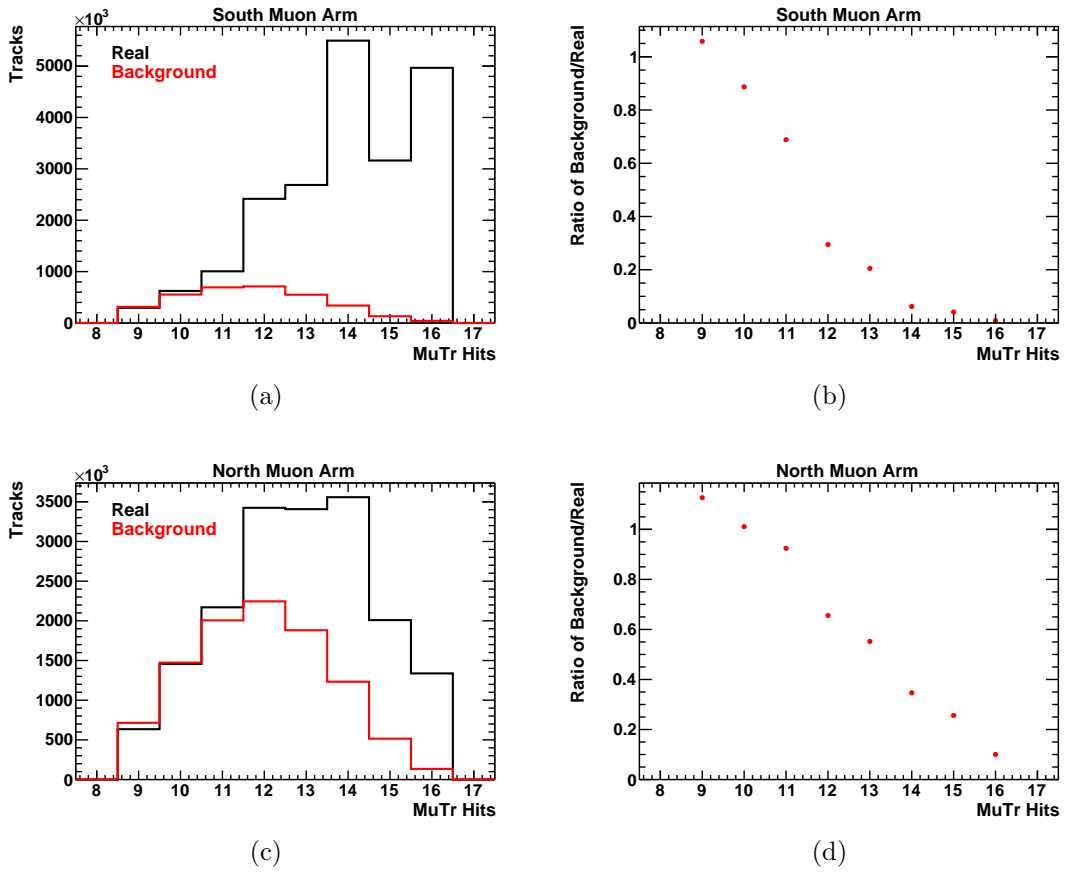 South Muon Arm
×10³
Tracks
Real
Background
5000
4000
3000
2000
1000
0
8 9 10 11 12 13 14 15 16 17
MuTr Hits
(a)
South Muon Arm
Ratio of Background/Real
1
0.8
0.6
0.4
0.2
0
8 9 10 11 12 13 14 15 16 17
MuTr Hits
(b)
North Muon Arm
×10³
Tracks
Real
Background
3500
3000
2500
2000
1500
1000
500
0
8 9 10 11 12 13 14 15 16 17
MuTr Hits
(c)
North Muon Arm
Ratio of Background/Real
1
0.8
0.6
0.4
0.2
0
8 9 10 11 12 13 14 15 16 17
MuTr Hits
(d)